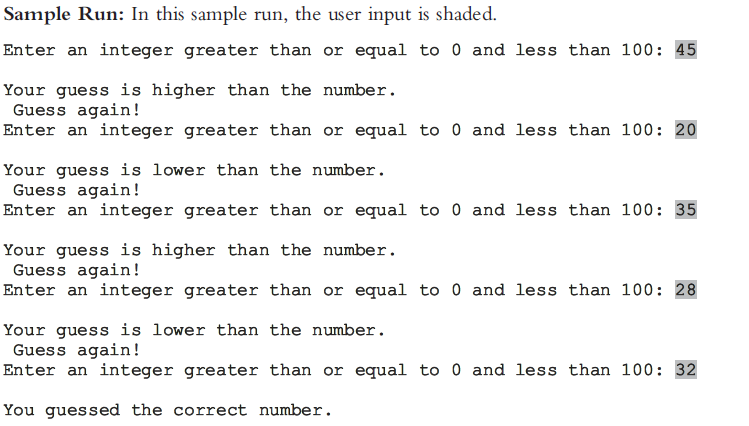 Sample Run: In this sample run, the user input is shaded.
Enter an integer greater than or equal to 0 and less than 100: 45
Your guess is higher than the number.
Guess again!
Enter an integer greater than or equal to 0 and less than 100: 20
Your guess is lower than the number.
Guess again!
Enter an integer greater than or equal to 0 and less than 100: 35
Your guess is higher than the number.
Guess again!
Enter an integer greater than or equal to 0 and less than 100: 28
Your guess is lower than the number.
Guess again!
Enter an integer greater than or equal to 0 and less than 100: 32
You guessed the correct number.